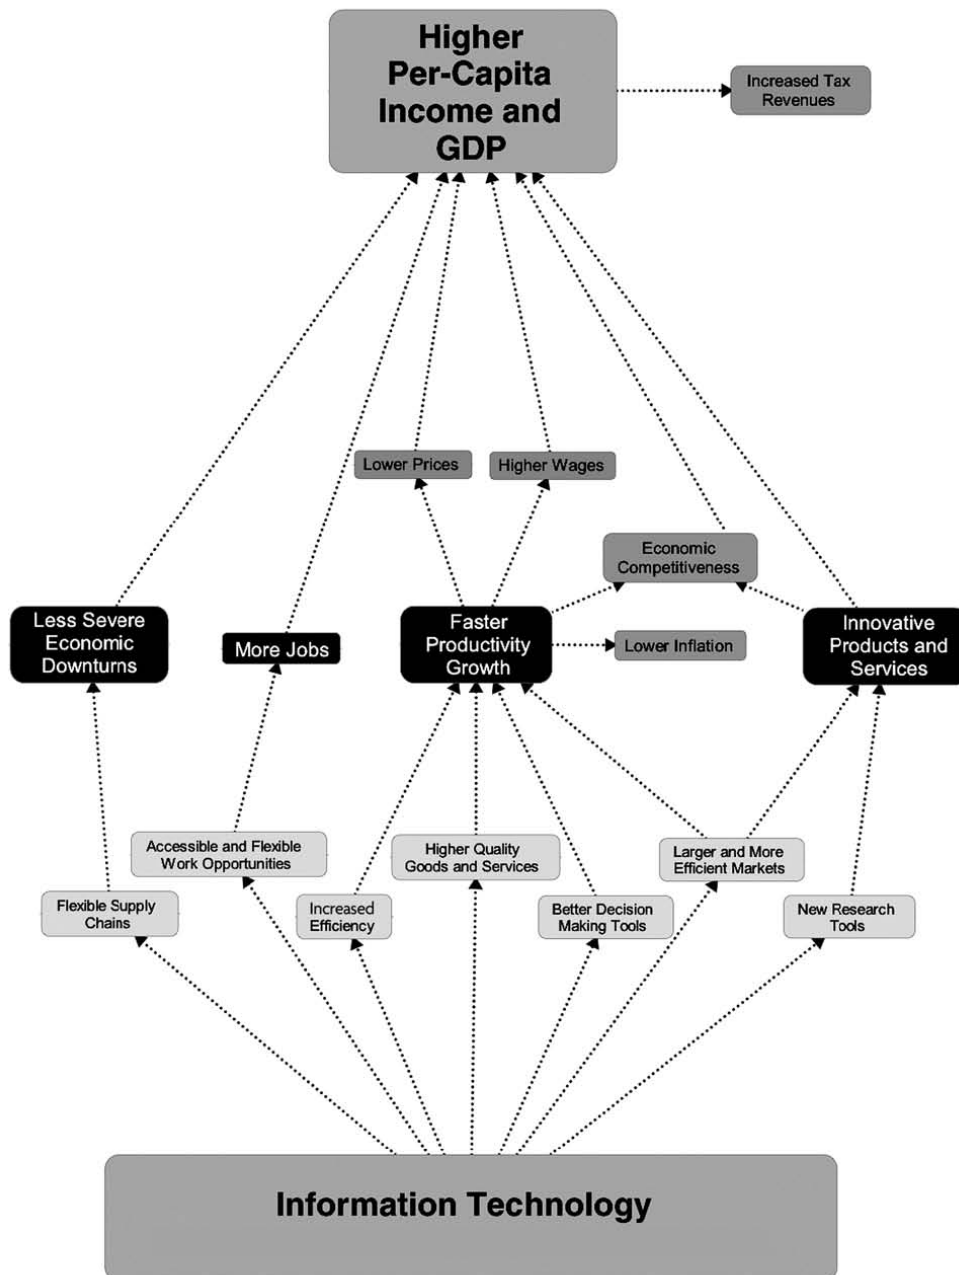 Higher
Per-Capita
Income and
GDP
Increased Tax
Revenues
Lower Prices
Higher Wages
Economic
Competitiveness
Less Severe
Economic
Downturns
More Jobs
Faster
Productivity
Growth
Lower Inflation
Innovative
Products and
Services
Accessible and Flexible
Work Opportunities
Higher Quality
Goods and Services
Larger and More
Efficient Markets
Flexible Supply
Chains
Increased
Efficiency
Better Decision
Making Tools
New Research
Tools
Information Technology